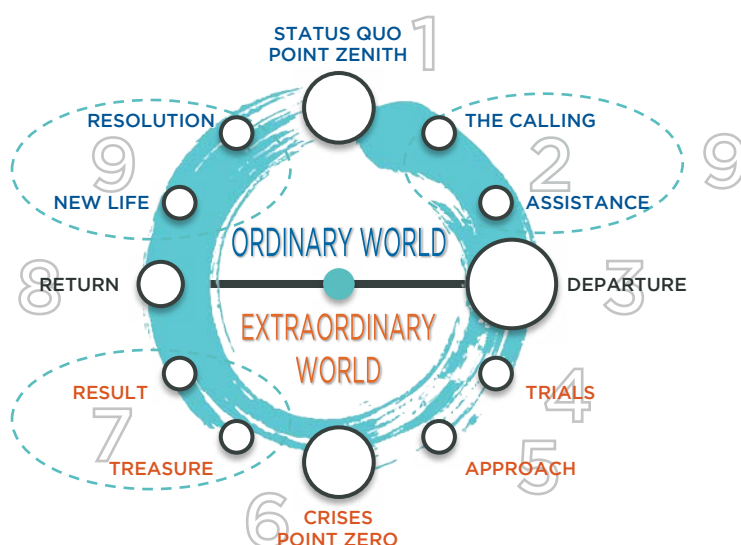 STATUS QUO
POINT ZENITH
1
RESOLUTION
THE CALLING
9
2
9
NEW LIFE
ASSISTANCE
ORDINARY WORLD
8
RETURN
DEPARTURE
3
EXTRAORDINARY
WORLD
RESULT
TRIALS
4
7
TREASURE
APPROACH
5
6
CRISES
POINT ZERO